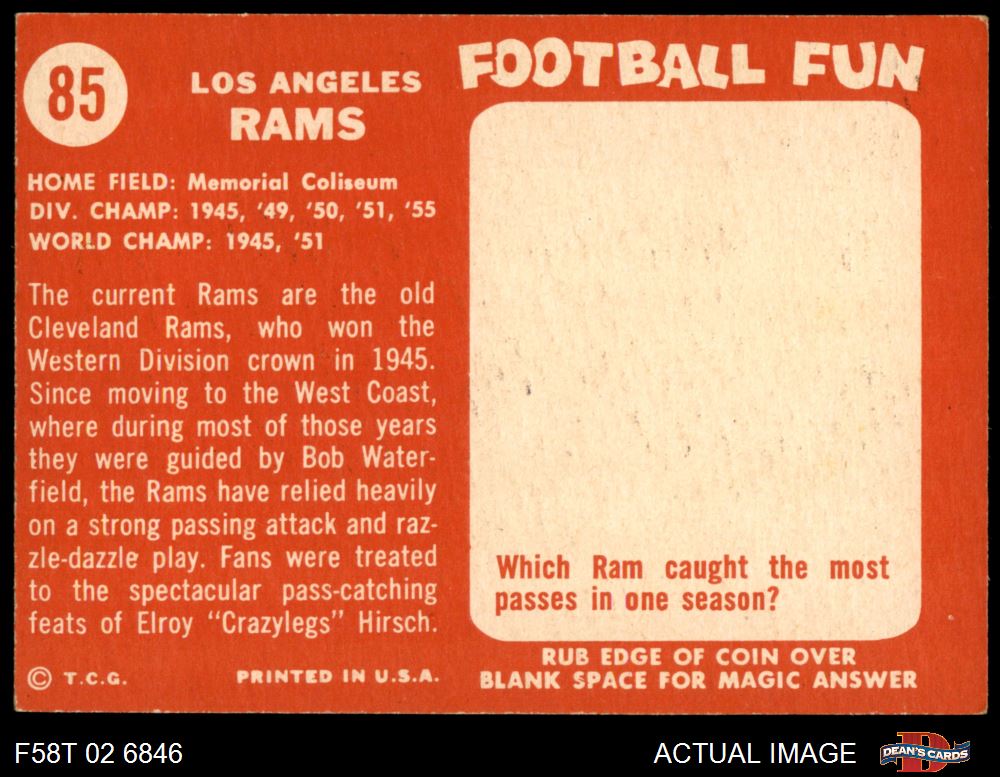 85
LOS ANGELES
RAMS
HOME FIELD: Memorial Coliseum
DIV. CHAMP: 1945, '49, '50, '51, '55
WORLD CHAMP: 1945, '51
The current Rams are the old
Cleveland Rams, who won the
Western Division crown in 1945.
Since moving to the West Coast,
where during most of those years
they were guided by Bob Water-
field, the Rams have relied heavily
on a strong passing attack and raz-
zle-dazzle play. Fans were treated
to the spectacular pass-catching
feats of Elroy "Crazylegs" Hirsch.
© T.C.G.
PRINTED IN U.S.A.
FOOTBALL FUN
Which Ram caught the most
passes in one season?
RUB EDGE OF COIN OVER
BLANK SPACE FOR MAGIC ANSWER
F58T 02 6846
ACTUAL IMAGE
D
DEAN'S CARDS